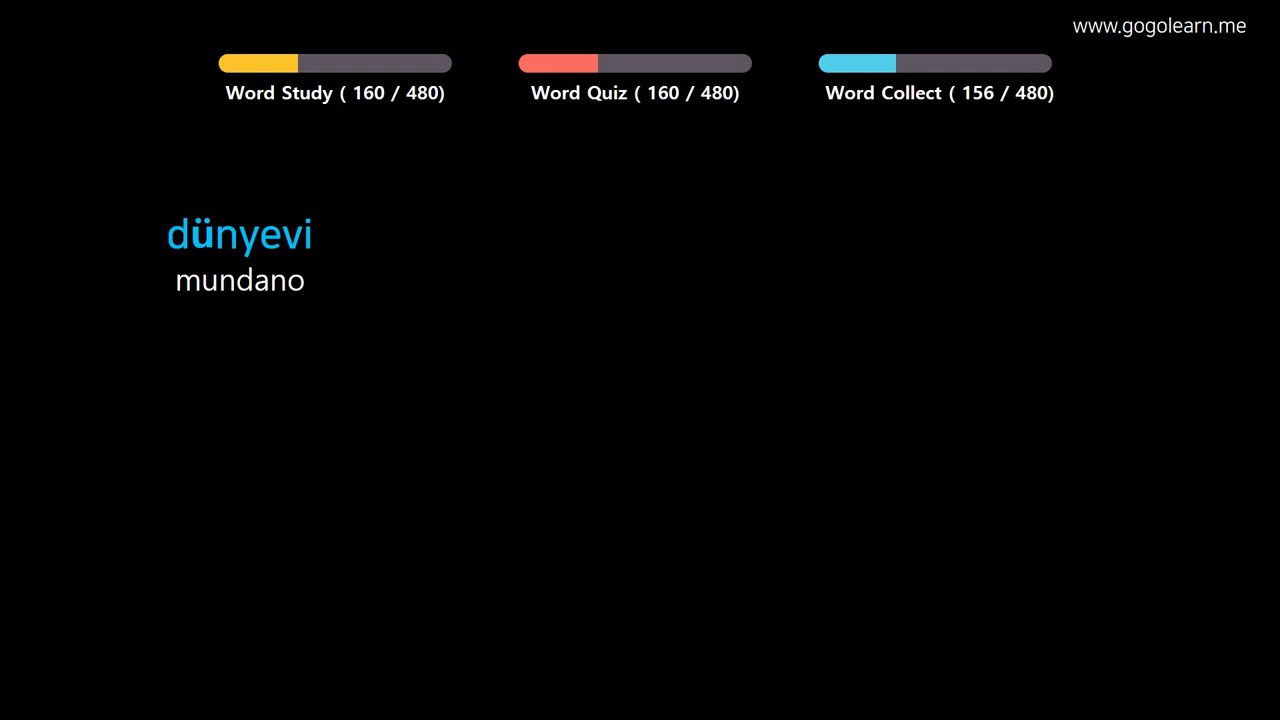 www.gogolearn.me
Word Study ( 160 / 480)
Word Quiz ( 160 / 480)
Word Collect ( 156 / 480)
dünyevi
mundano